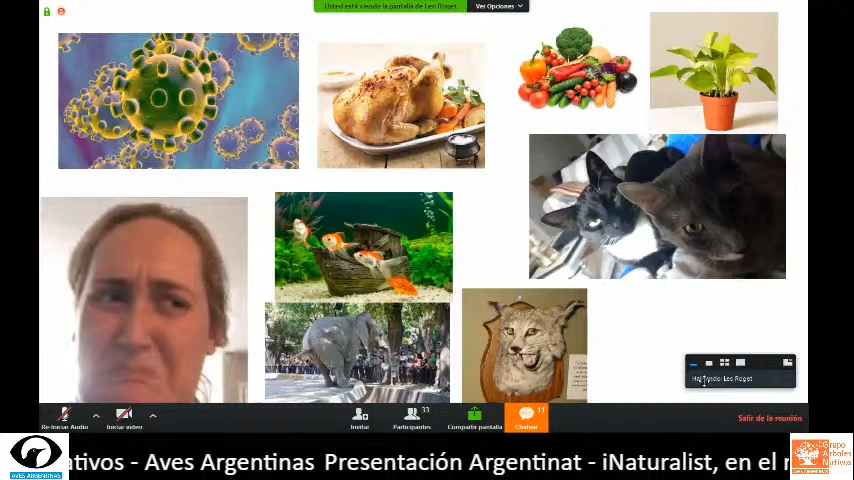 Usted está viendo la pantalla de Leo Roget
Ver Opciones
Hablando: Leo Roget
Re-Iniciar Audio
Iniciar video
Invitar
33
Participantes
Compartir pantalla
11
Chatear
Salir de la reunión
ativos - Aves Argentinas Presentación Argentinat - iNaturalist, en el
AVES ARGENTINAS
Grupo
Árboles
Nativos